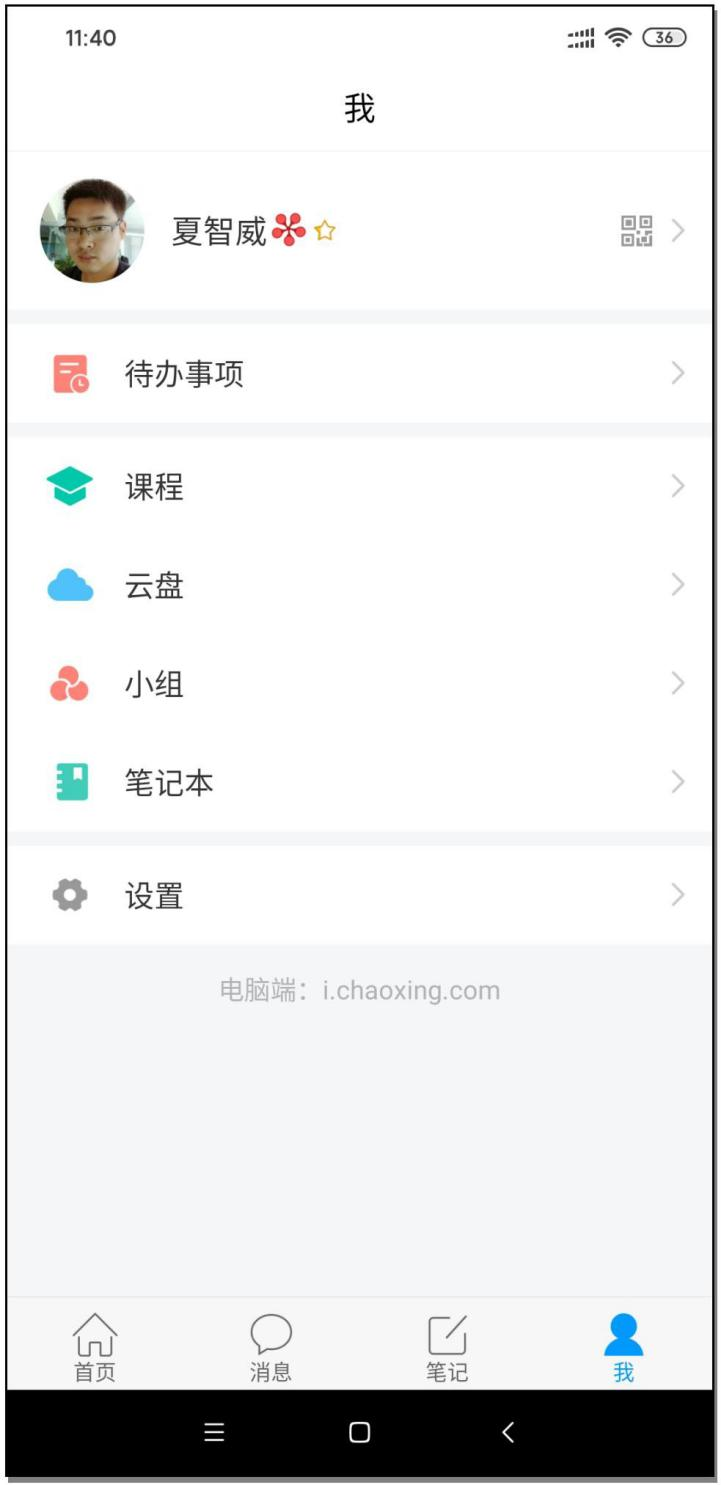 11:40
36
我
夏智威
待办事项
课程
云盘
小组
笔记本
设置
电脑端：i.chaoxing.com
首页 消息 笔记 我